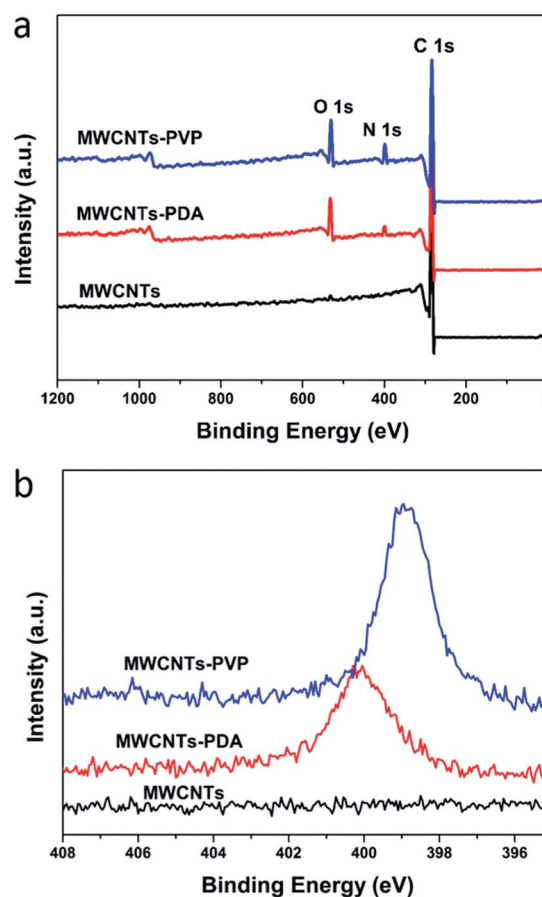 a
C 1s
O 1s
N 1s
MWCNTs-PVP
MWCNTs-PDA
MWCNTs
Intensity (a.u.)
1200 1000 800 600 400 200
Binding Energy (eV)
b
MWCNTs-PVP
MWCNTs-PDA
MWCNTs
Intensity (a.u.)
408 406 404 402 400 398 396
Binding Energy (eV)